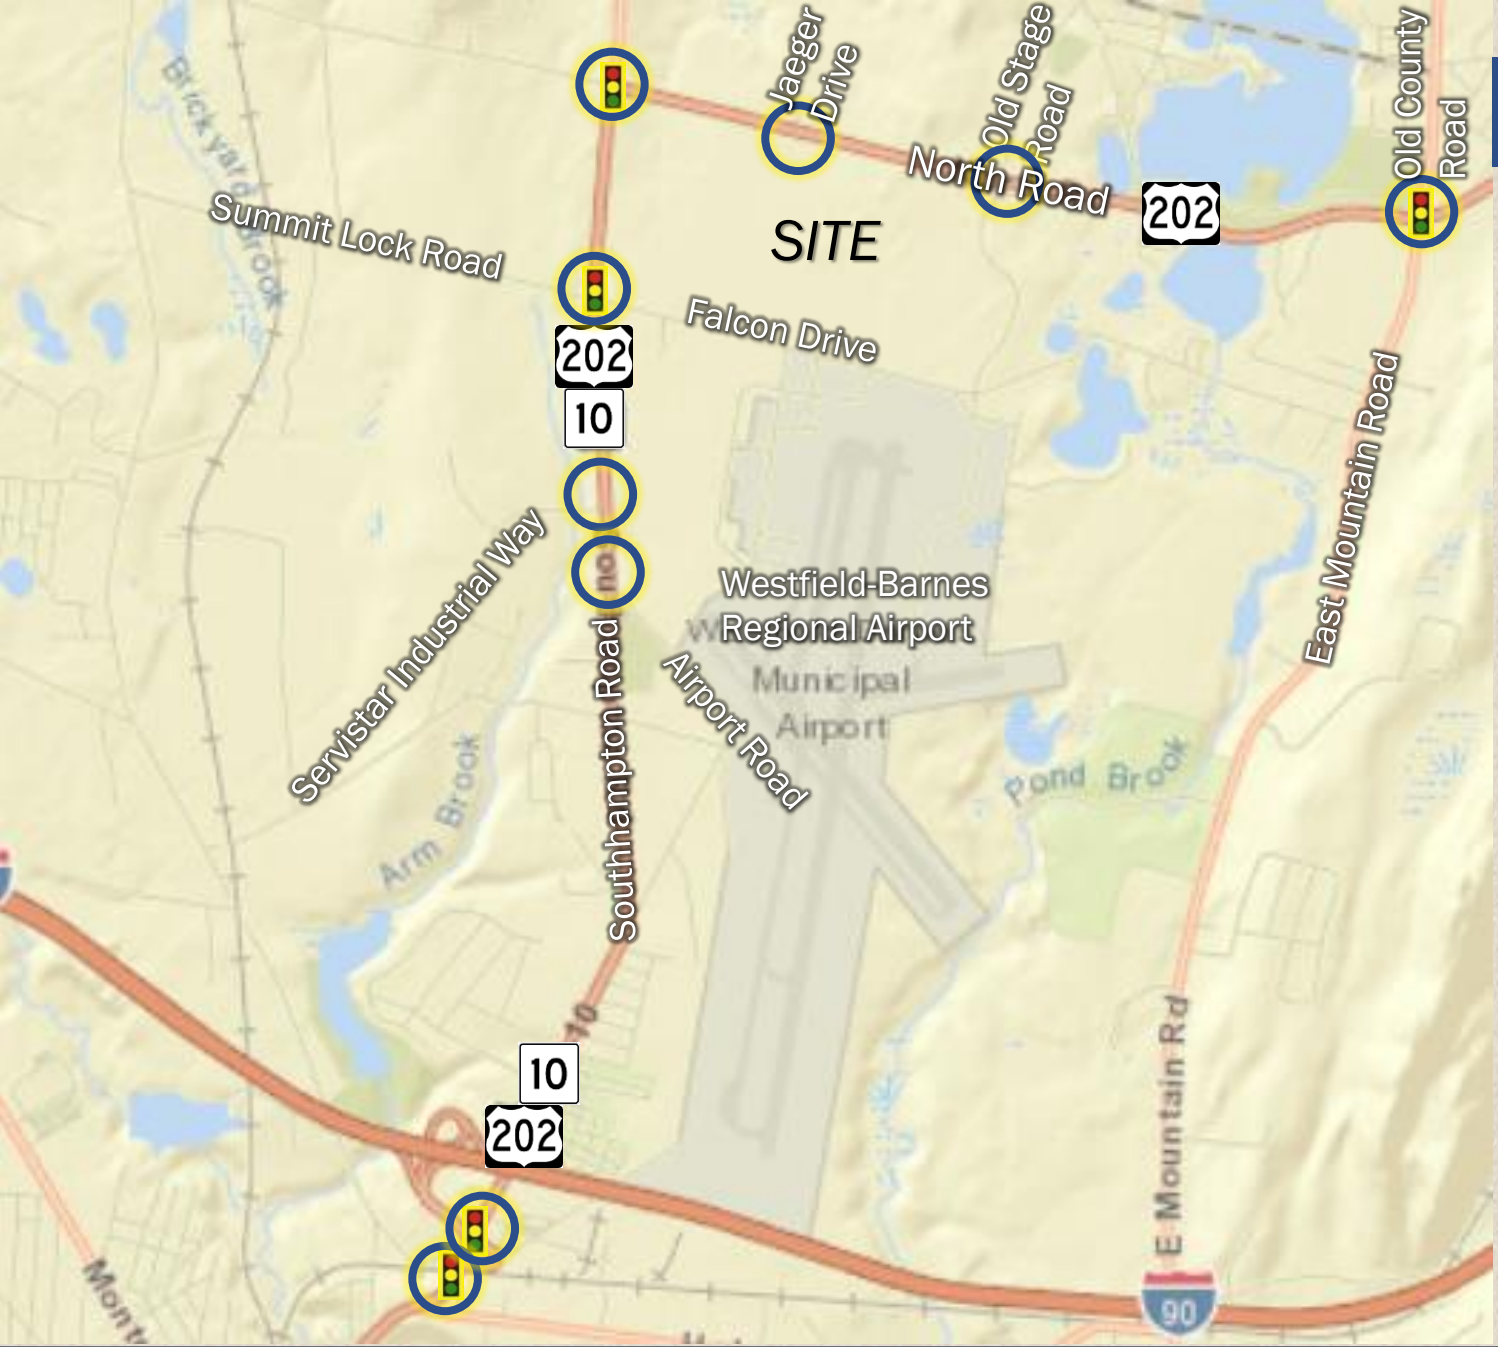 Jaeger
Drive
Old Stage
Road
Old County
Road
Brickyard Brook
North Road
202
Summit Lock Road
SITE
Falcon Drive
202
10
East Mountain Road
Servistar Industrial Way
Westfield-Barnes
Regional Airport
Municipal
Airport
Southhampton Road
Airport Road
Arm Brook
Pond Brook
10
10
202
E Mountain Rd
90